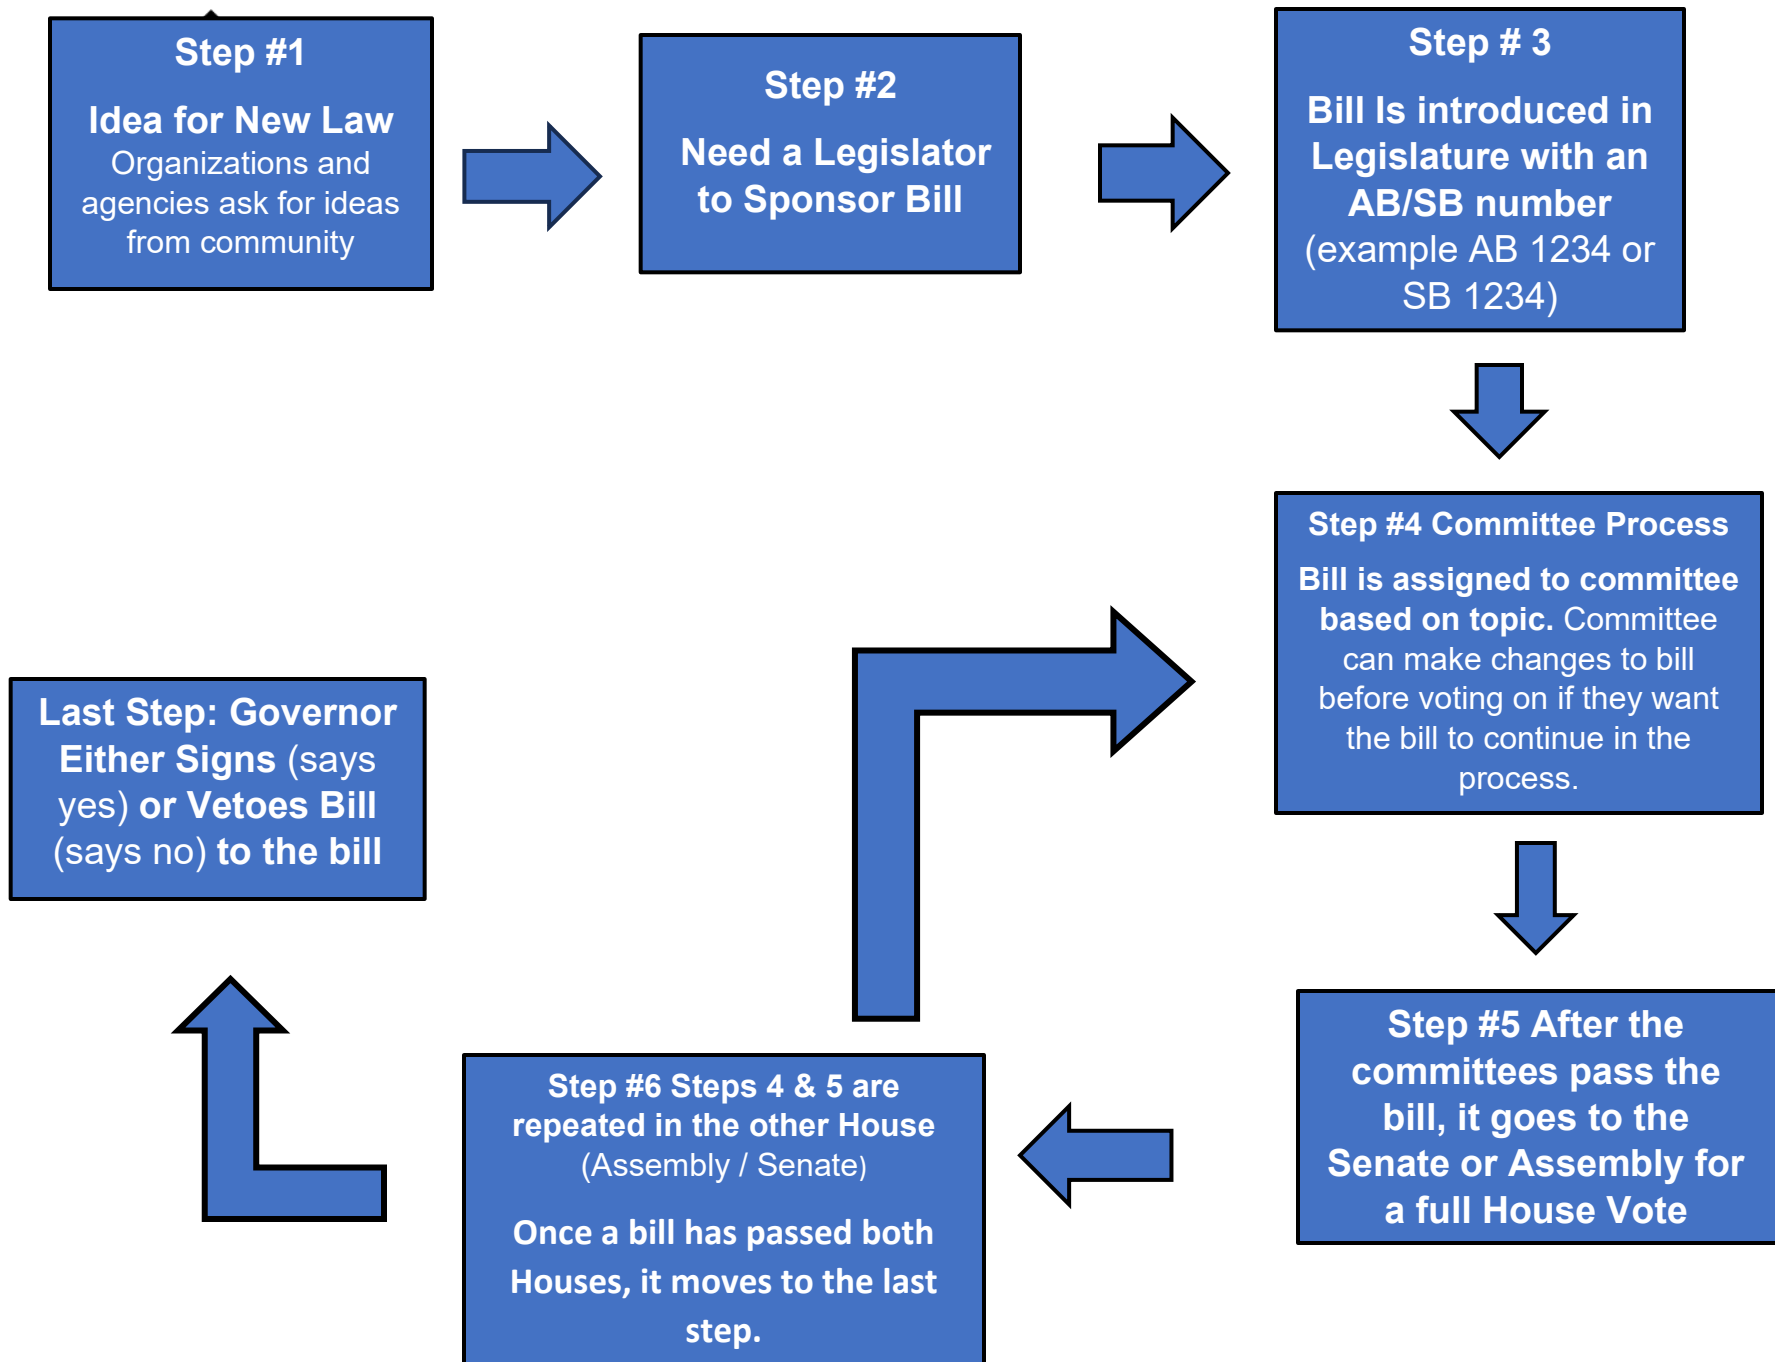 Step #1
Idea for New Law
Organizations and
agencies ask for ideas
from community
Step #2
Need a Legislator
to Sponsor Bill
Step # 3
Bill Is introduced in
Legislature with an
AB/SB number
(example AB 1234 or
SB 1234)
Step #4 Committee Process
Bill is assigned to committee
based on topic. Committee
can make changes to bill
before voting on if they want
the bill to continue in the
process.
Step #5 After the
committees pass the
bill, it goes to the
Senate or Assembly for
a full House Vote
Step #6 Steps 4 & 5 are
repeated in the other House
(Assembly / Senate)
Once a bill has passed both
Houses, it moves to the last
step.
Last Step: Governor
Either Signs (says
yes) or Vetoes Bill
(says no) to the bill